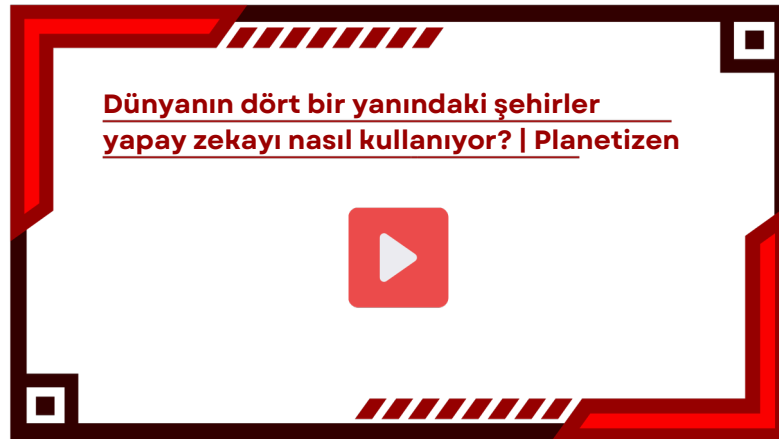 Dünyanın dört bir yanındaki şehirler
yapay zekayı nasıl kullanıyor? | Planetizen